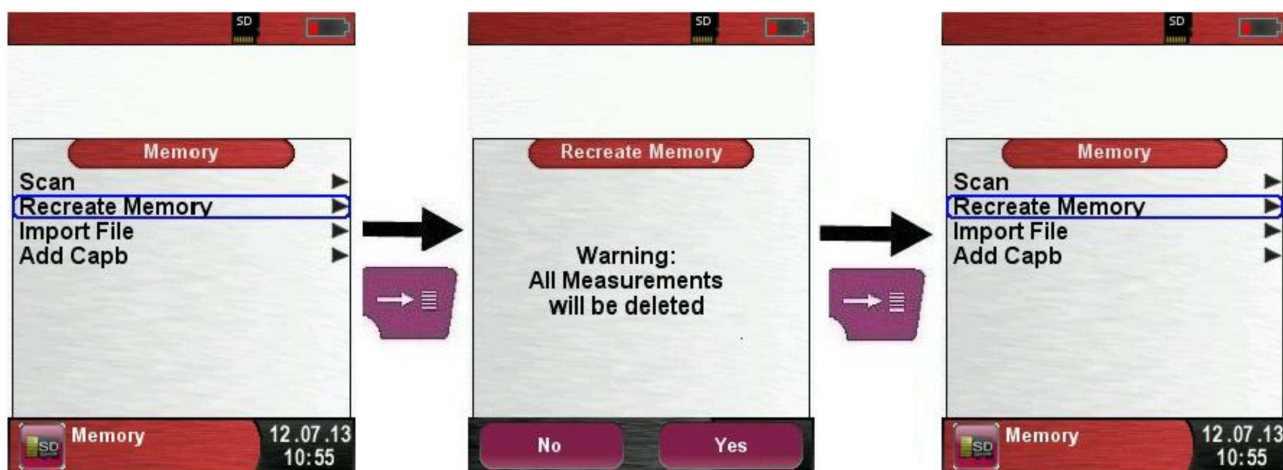 SD
Memory
Scan
Recreate Memory
Import File
Add Capb
SD
Memory
12.07.13
10:55
SD
Recreate Memory
Warning:
All Measurements
will be deleted
No
Yes
SD
Memory
Scan
Recreate Memory
Import File
Add Capb
SD
Memory
12.07.13
10:55